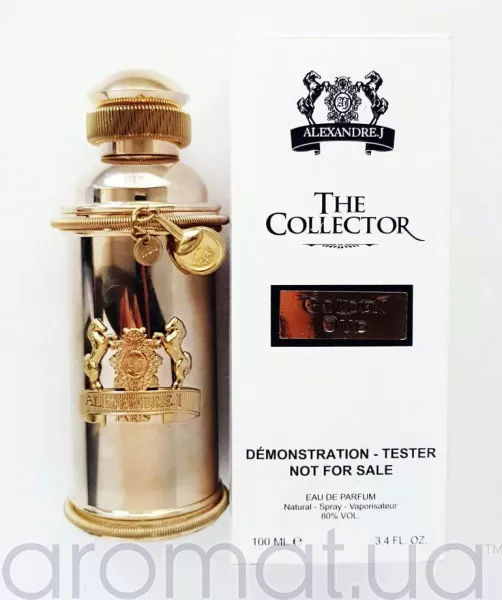 ALEXANDRE.J
THE
COLLECTOR
GOLDEN
OUD
ALEXANDRE.J
PARIS
DÉMONSTRATION - TESTER
NOT FOR SALE
EAU DE PARFUM
Natural - Spray - Vaporisateur
80% VOL.
100 ML ℮ 3.4 FL. OZ.
aromat.ua™